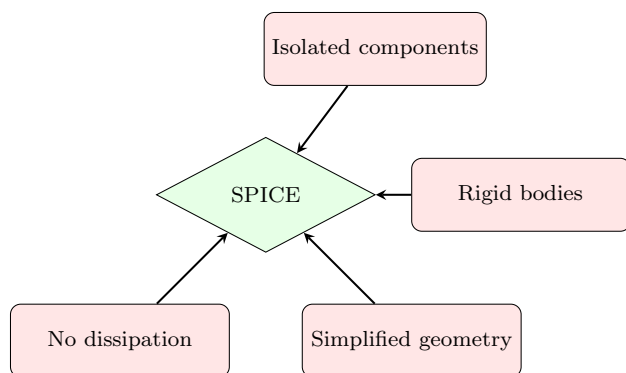 Isolated components
SPICE
Rigid bodies
No dissipation
Simplified geometry